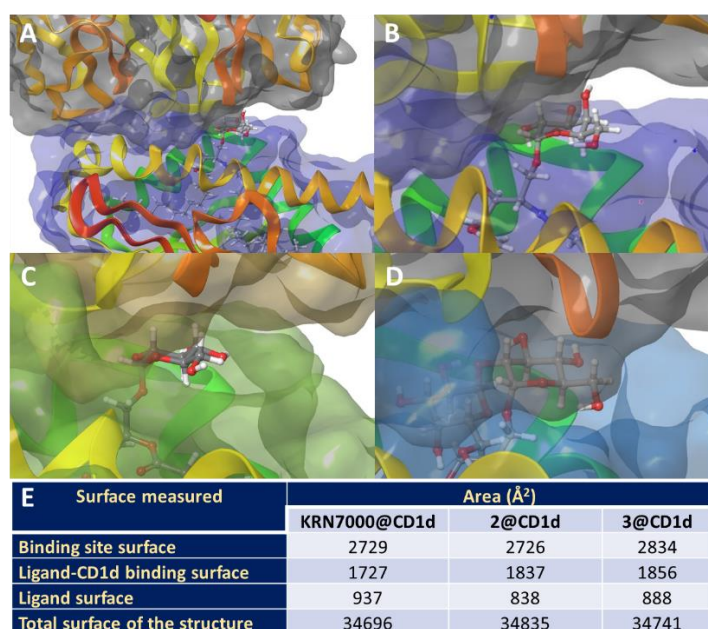 A
B
C
D
E Surface measured Area (Å²)
KRN7000@CD1d 2@CD1d 3@CD1d
Binding site surface 2729 2726 2834
Ligand-CD1d binding surface 1727 1837 1856
Ligand surface 937 838 888
Total surface of the structure 34696 34835 34741